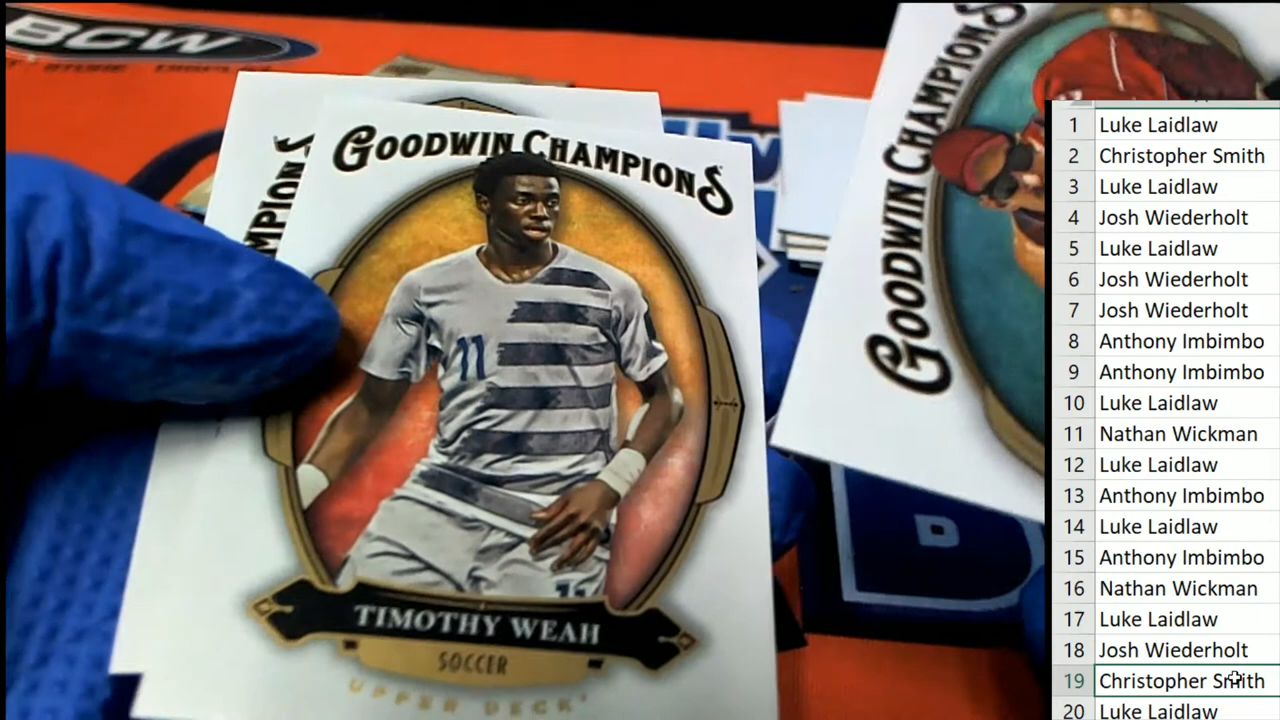 BCW
GOODWIN CHAMPIONS
11
11
TIMOTHY WEAH
SOCCER
UPPER DECK
MPIONS
GOODWIN CHAMPIONS
1 Luke Laidlaw
2 Christopher Smith
3 Luke Laidlaw
4 Josh Wiederholt
5 Luke Laidlaw
6 Josh Wiederholt
7 Josh Wiederholt
8 Anthony Imbimbo
9 Anthony Imbimbo
10 Luke Laidlaw
11 Nathan Wickman
12 Luke Laidlaw
13 Anthony Imbimbo
14 Luke Laidlaw
15 Anthony Imbimbo
16 Nathan Wickman
17 Luke Laidlaw
18 Josh Wiederholt
19 Christopher Smith
20 Luke Laidlaw